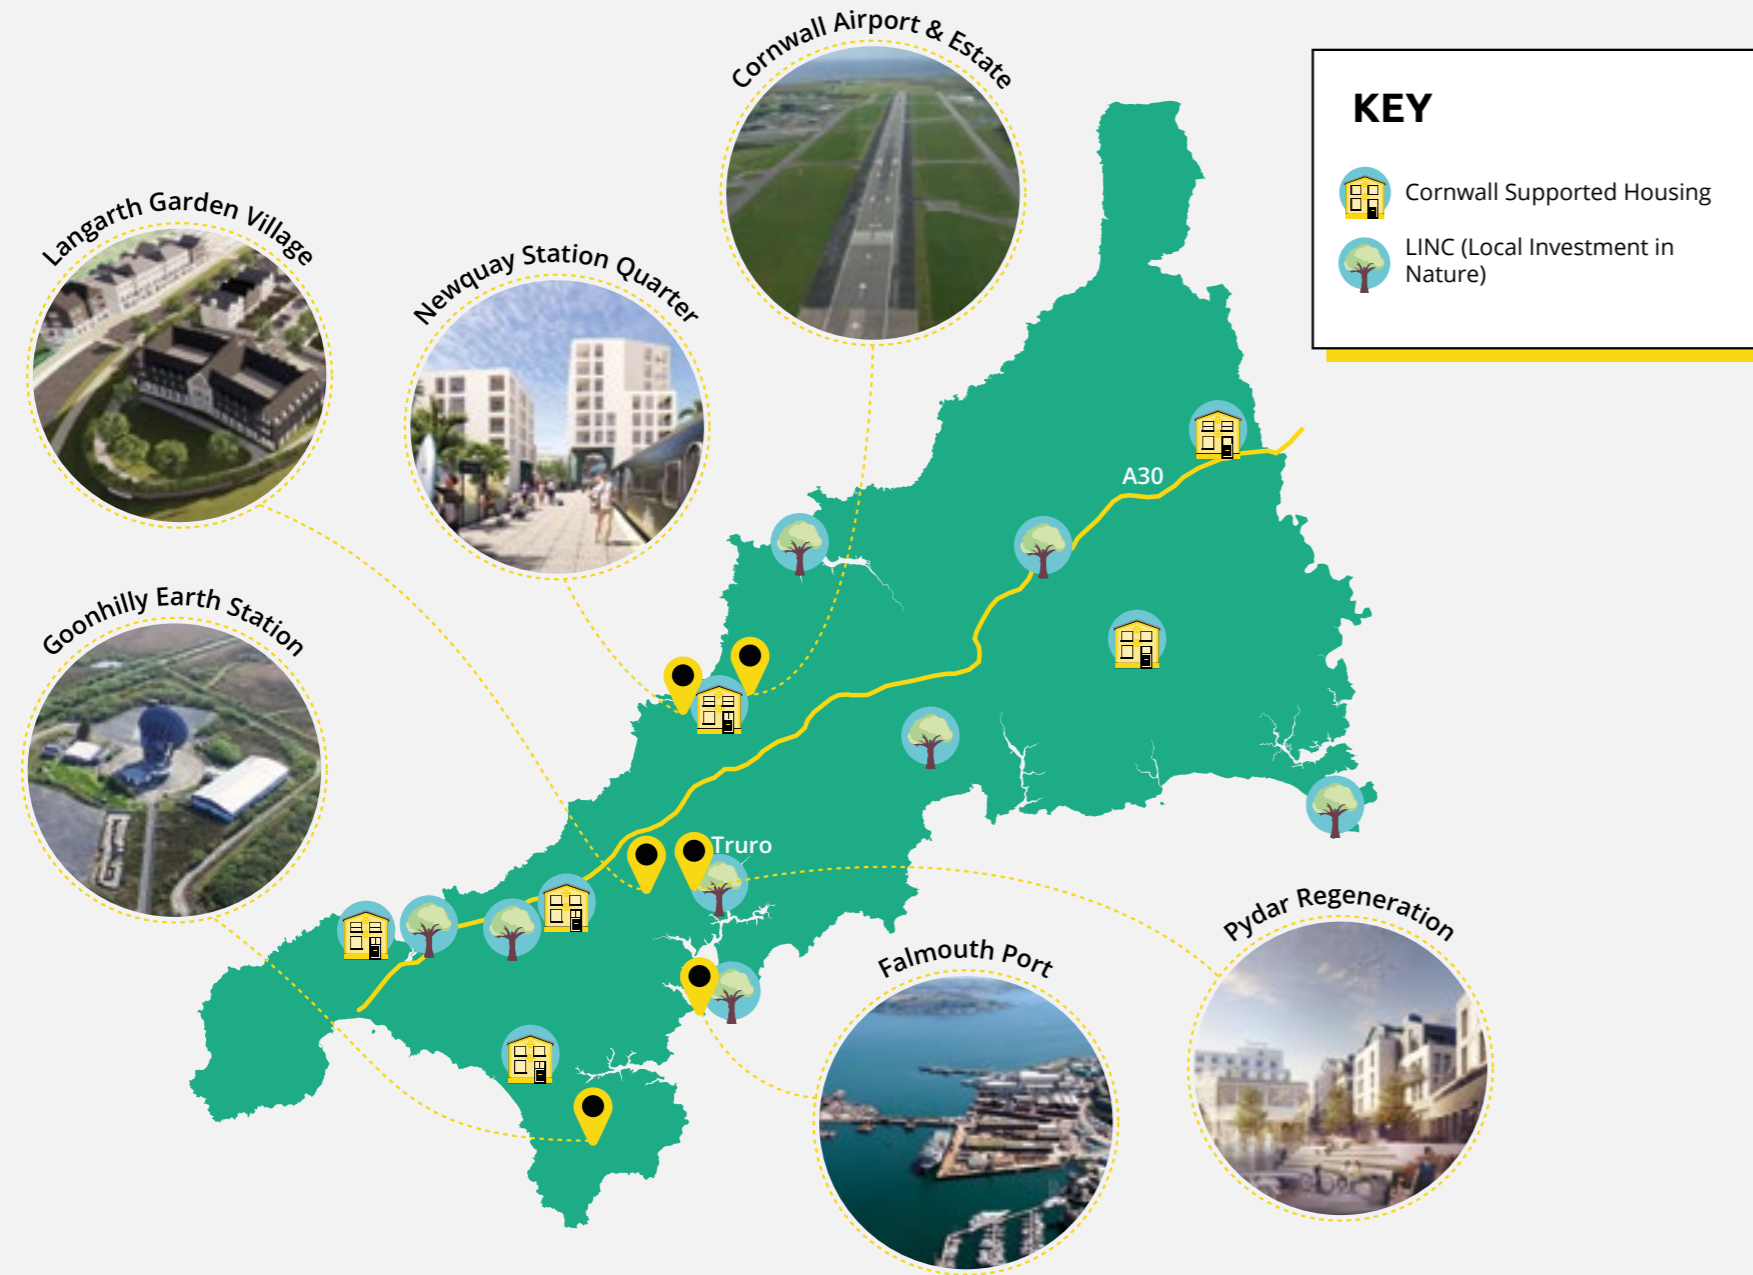 Cornwall Airport & Estate
KEY
Cornwall Supported Housing
LINC (Local Investment in
Nature)
Langarth Garden Village
Newquay Station Quarter
A30
Goonhilly Earth Station
Truro
Pydar Regeneration
Falmouth Port